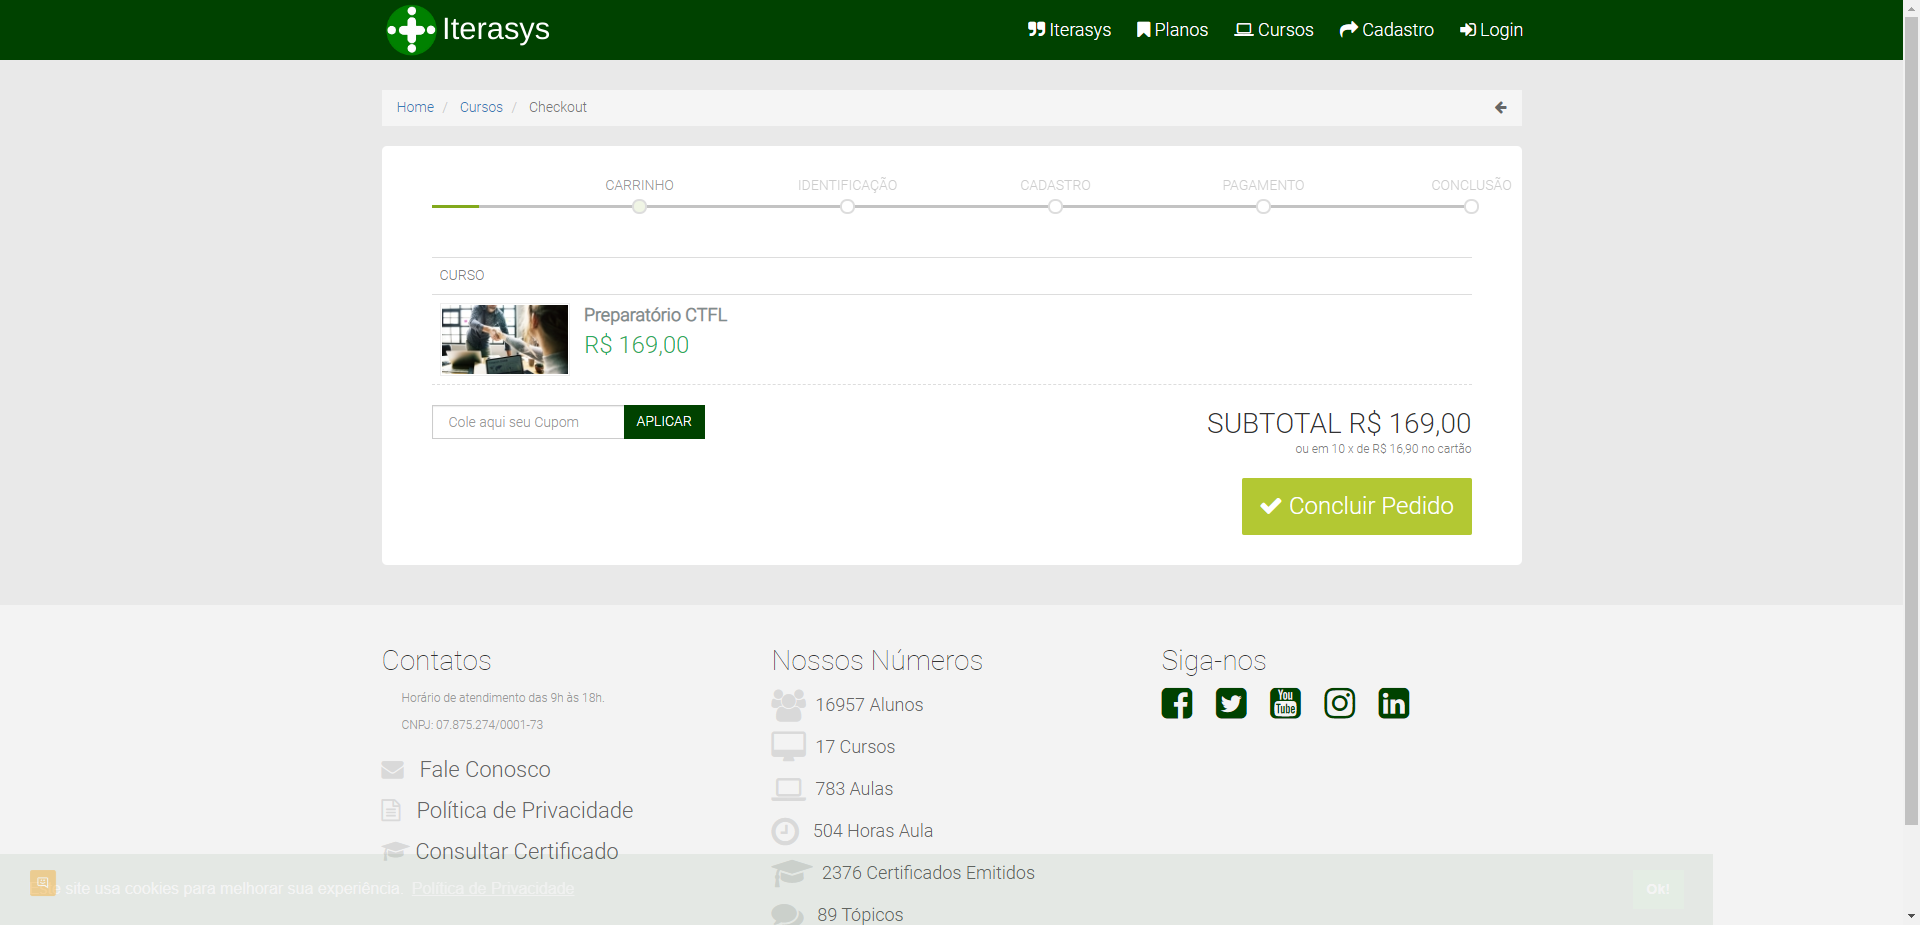 Iterasys
Iterasys Planos Cursos Cadastro Login
Home / Cursos / Checkout
CARRINHO IDENTIFICAÇÃO CADASTRO PAGAMENTO CONCLUSÃO
CURSO
Preparatório CTFL
R$ 169,00
Cole aqui seu Cupom APLICAR
SUBTOTAL R$ 169,00
ou em 10 x de R$ 16,90 no cartão
Concluir Pedido
Contatos
Horário de atendimento das 9h às 18h.
CNPJ: 07.875.274/0001-73
Fale Conosco
Política de Privacidade
Consultar Certificado
Nossos Números
16957 Alunos
17 Cursos
783 Aulas
504 Horas Aula
2376 Certificados Emitidos
89 Tópicos
Siga-nos
You
Tube
in
site usa cookies para melhorar sua experiência Política de Privacidade
Ok!